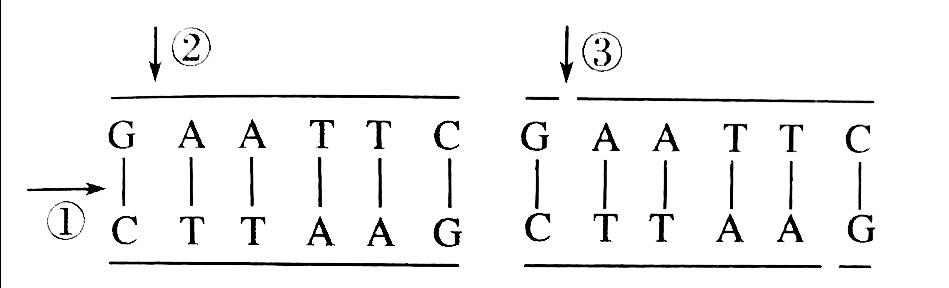 ② ③
G A A T T C G A A T T C
① C T T A A G C T T A A G